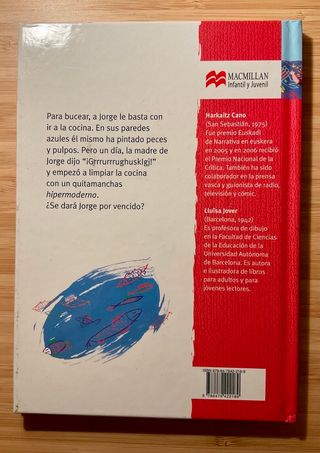 MACMILLAN
Infantil y Juvenil
Para bucear, a Jorge le basta con
ir a la cocina. En sus paredes
azules él mismo ha pintado peces
y pulpos. Pero un día, la madre de
Jorge dijo "¡Gjrrrurrrughusklgj!"
y empezó a limpiar la cocina
con un quitamanchas
hipermoderno.
¿Se dará Jorge por vencido?
Harkaitz Cano
(San Sebastián, 1975)
Fue premio Euskadi
de Narrativa en euskera
en 2005 y en 2006 recibió
el Premio Nacional de la
Crítica. También ha sido
colaborador en la prensa
vasca y guionista de radio,
televisión y cómic.
Lluïsa Jover
(Barcelona, 1942)
Es profesora de dibujo
en la Facultad de Ciencias
de la Educación de la
Universidad Autónoma
de Barcelona. Es autora
e ilustradora de libros
para adultos y para
jóvenes lectores.